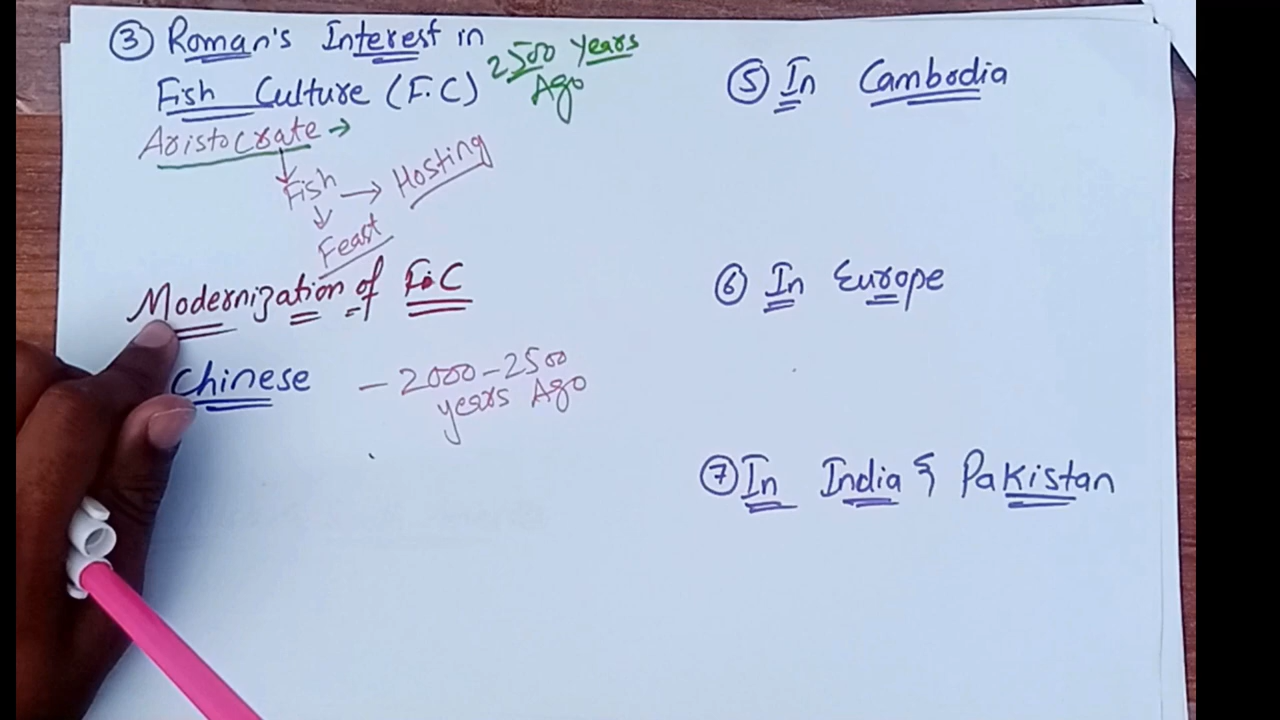 ③ Roman's Interest in
Fish Culture (F.C) 2500 Years
Ago
Aristocrate →
Fish → Hosting
Feast
Modernization of F.C
Chinese – 2000-2500
years Ago
⑤ In Cambodia
⑥ In Europe
⑦ In India & Pakistan